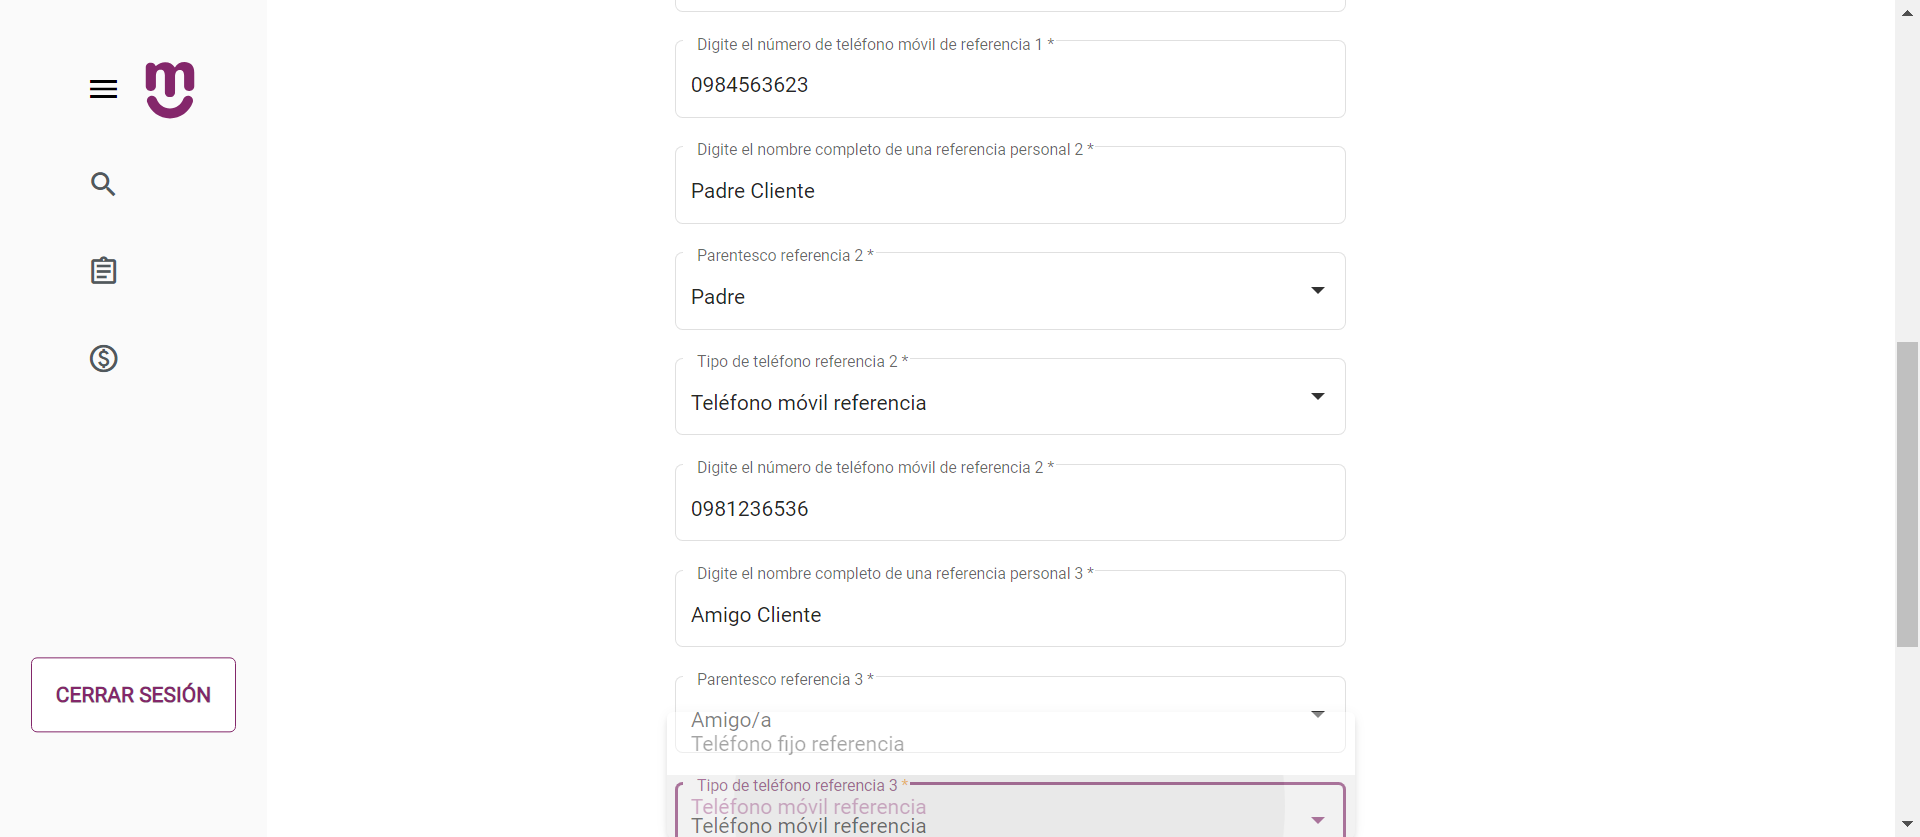 Digite el número de teléfono móvil de referencia 1 *
0984563623
Digite el nombre completo de una referencia personal 2 *
Padre Cliente
Parentesco referencia 2 *
Padre
Tipo de teléfono referencia 2 *
Teléfono móvil referencia
Digite el número de teléfono móvil de referencia 2 *
0981236536
Digite el nombre completo de una referencia personal 3 *
Amigo Cliente
Parentesco referencia 3 *
Amigo/a
Teléfono fijo referencia
Tipo de teléfono referencia 3 *
Teléfono móvil referencia
Teléfono móvil referencia
CERRAR SESIÓN